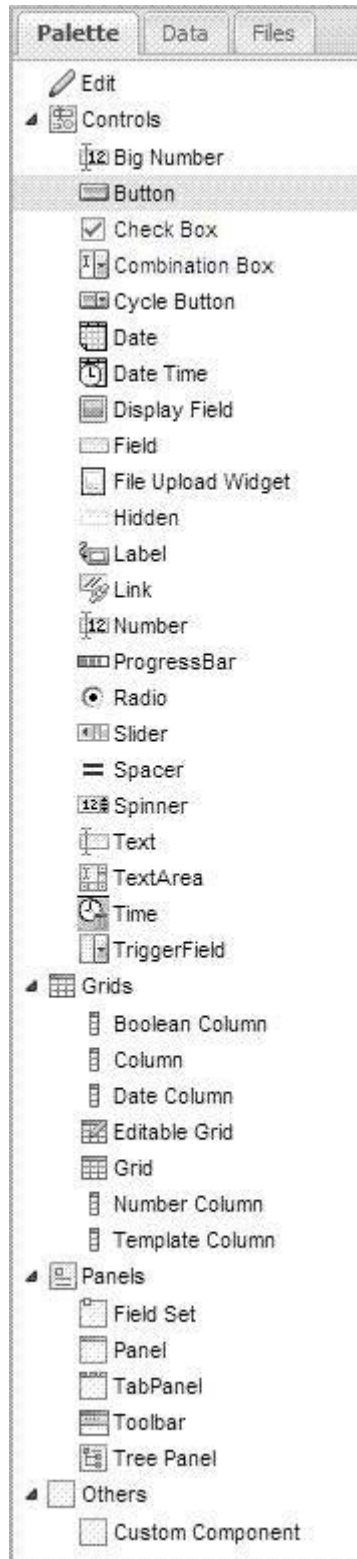 Palette Data Files
Edit
Controls
12 Big Number
Button
Check Box
Combination Box
Cycle Button
Date
Date Time
Display Field
Field
File Upload Widget
Hidden
Label
Link
12 Number
ProgressBar
Radio
Slider
Spacer
12 Spinner
Text
TextArea
Time
TriggerField
Grids
Boolean Column
Column
Date Column
Editable Grid
Grid
Number Column
Template Column
Panels
Field Set
Panel
TabPanel
Toolbar
Tree Panel
Others
Custom Component